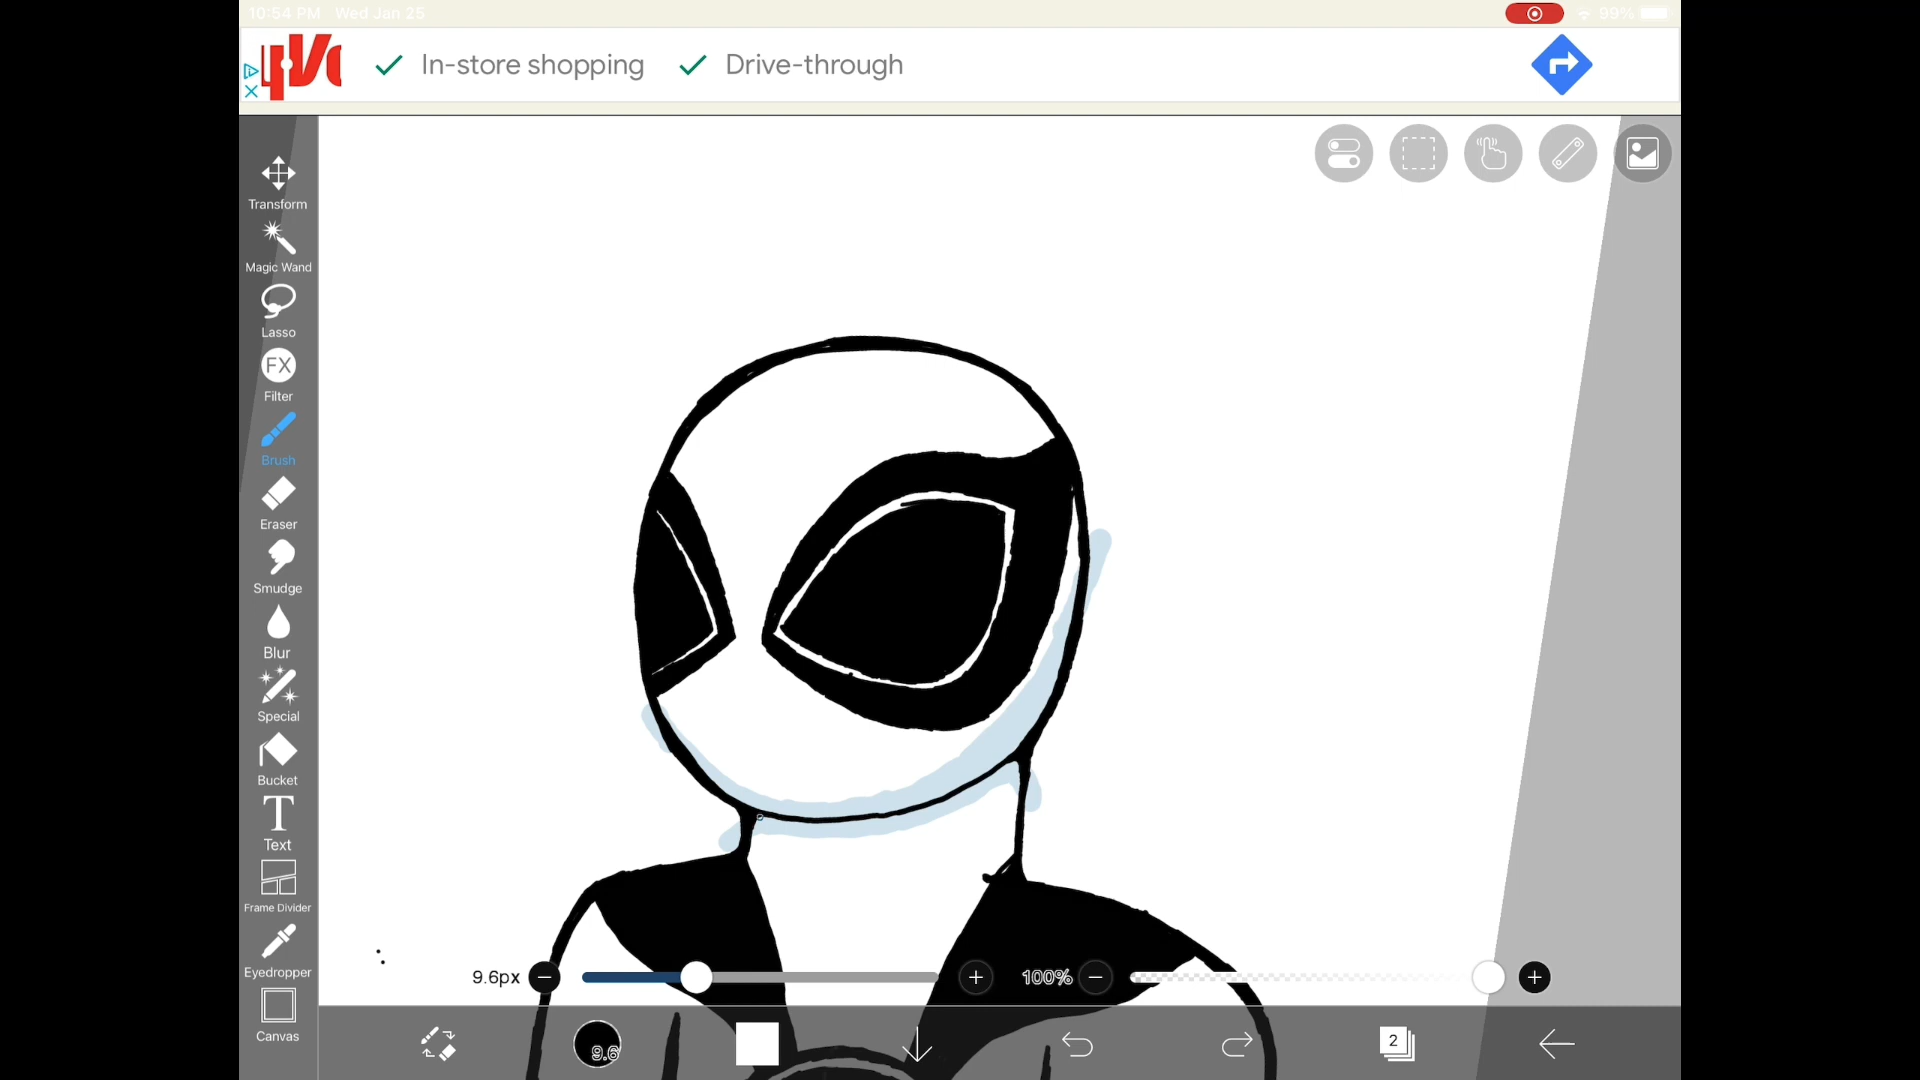 10:54 PM Wed Jan 25
99%
In-store shopping
Drive-through
Transform
Magic Wand
Lasso
FX
Filter
Brush
Eraser
Smudge
Blur
Special
Bucket
T
Text
Frame Divider
Eyedropper
Canvas
9.6px
100%
9.6
2